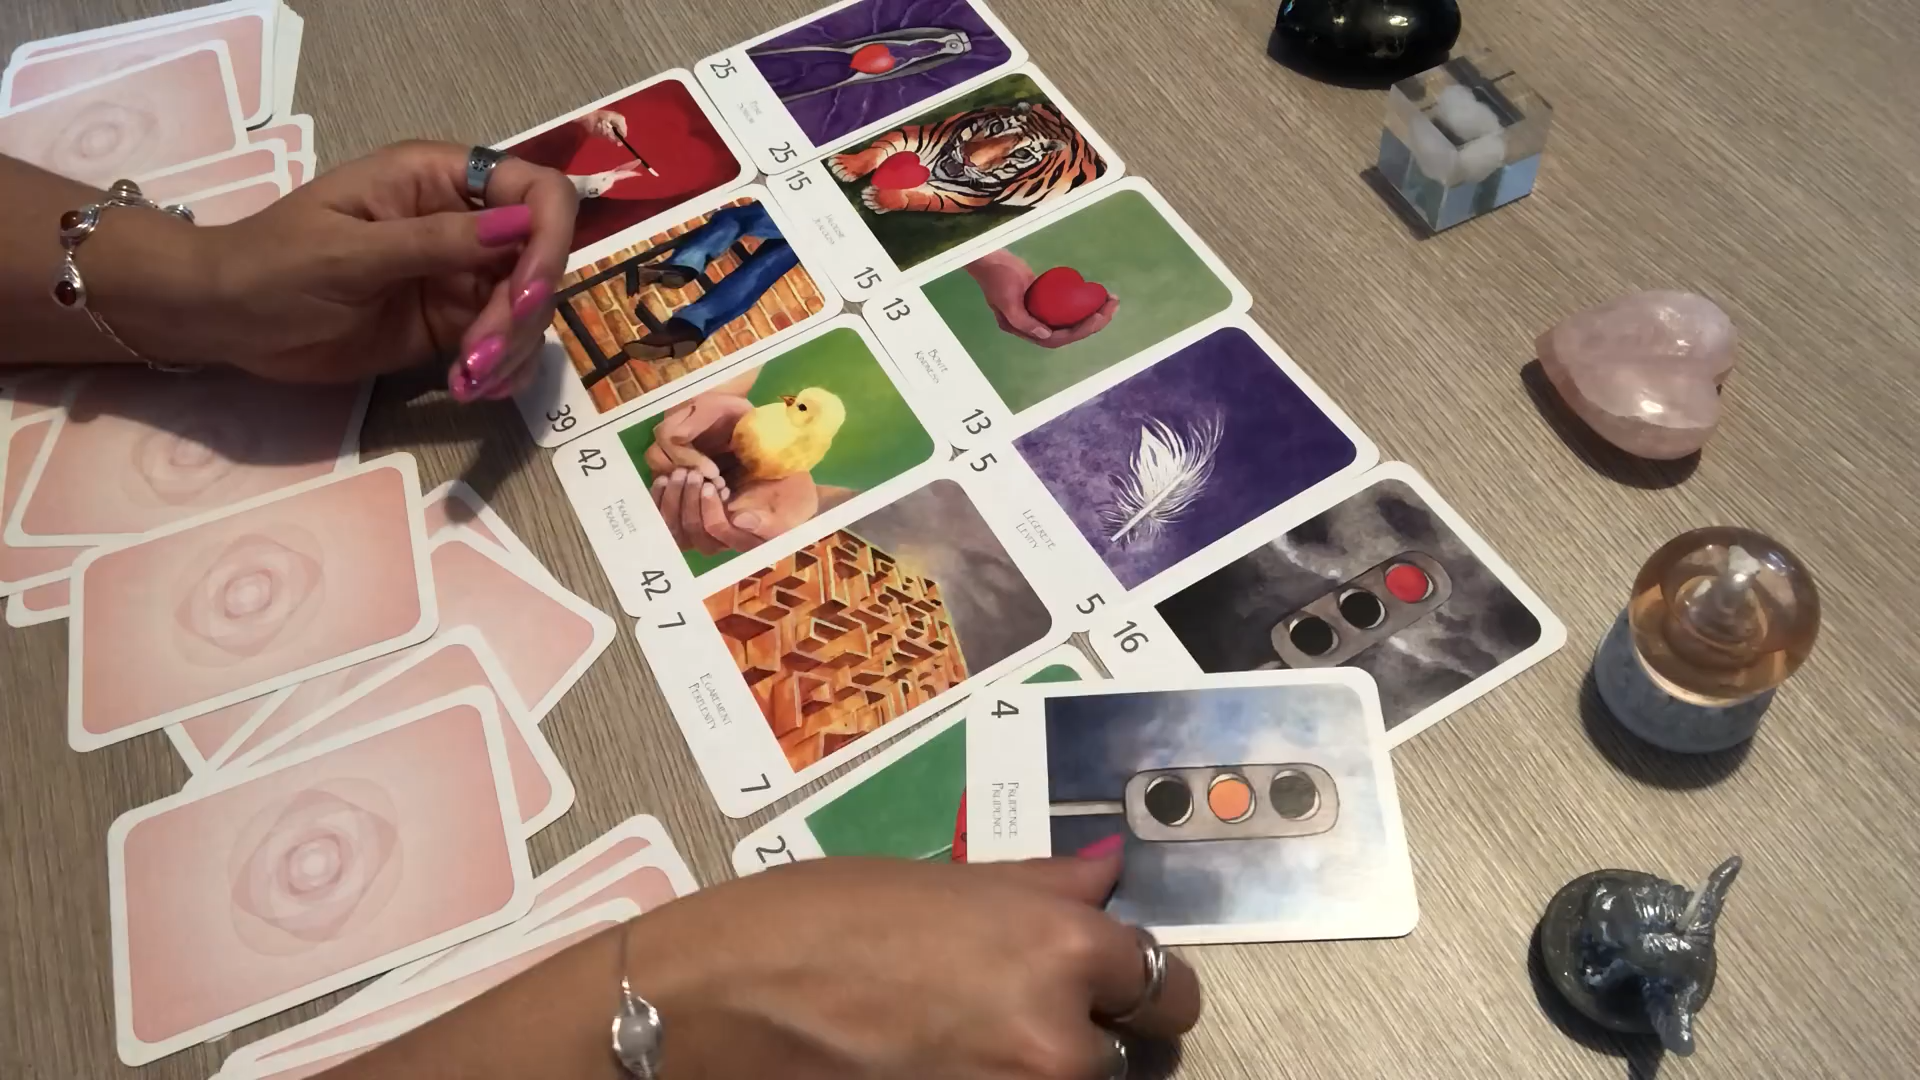 25
25
15
15
13
BONTÉ
KINDNESS
13
39
42
FRAGILITÉ
FRAGILITY
42
5
LÉGÈRETÉ
LEVITY
5
7
ÉGAREMENT
PERPLEXITY
7
16
4
PRUDENCE
PRUDENCE
27